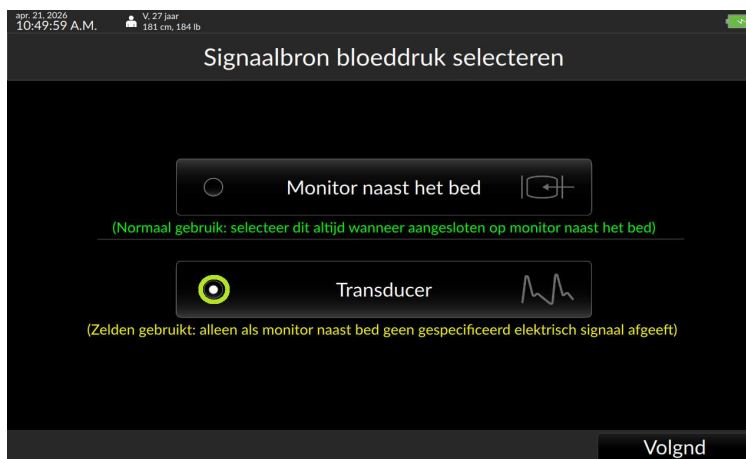 apr. 21, 2026
10:49:59 A.M.
V, 27 jaar
181 cm, 184 lb
Signaalbron bloeddruk selecteren
Monitor naast het bed
(Normaal gebruik: selecteer dit altijd wanneer aangesloten op monitor naast het bed)
Transducer
(Zelden gebruikt: alleen als monitor naast bed geen gespecificeerd elektrisch signaal afgeeft)
Volgnd